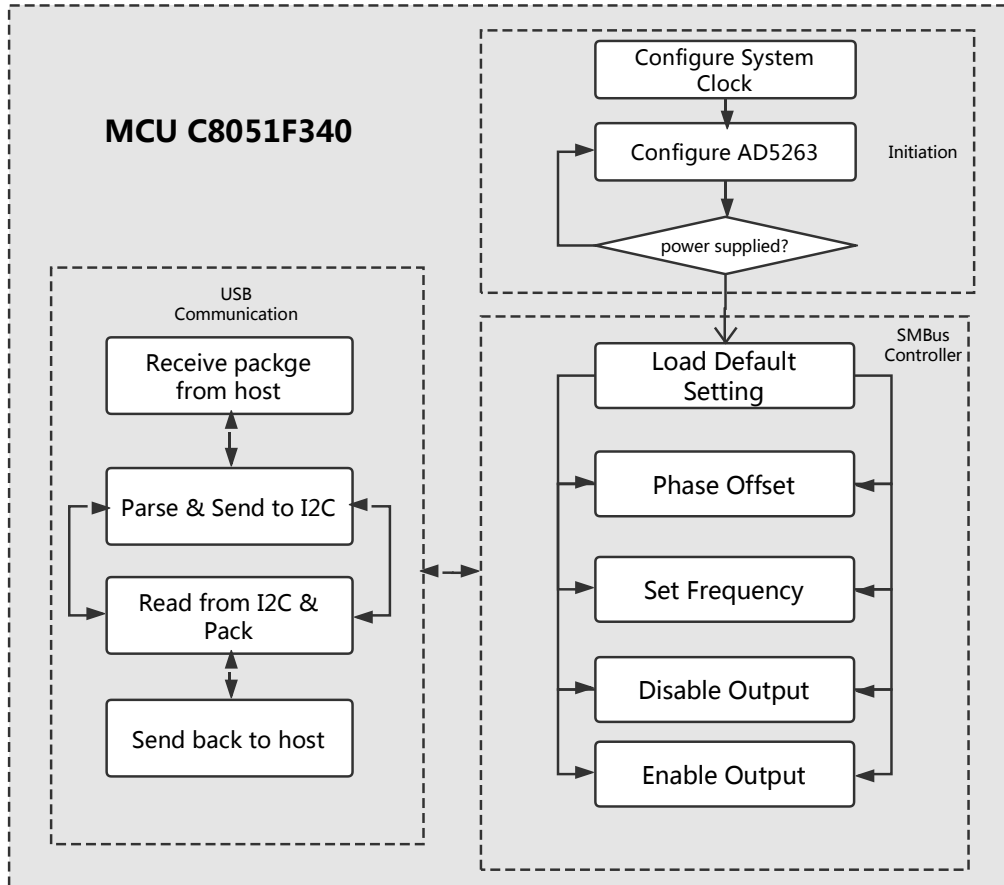 MCU C8051F340
Configure System
Clock
Configure AD5263
Initiation
power supplied?
USB
Communication
Receive packge
from host
Parse & Send to I2C
Read from I2C &
Pack
Send back to host
SMBus
Controller
Load Default
Setting
Phase Offset
Set Frequency
Disable Output
Enable Output